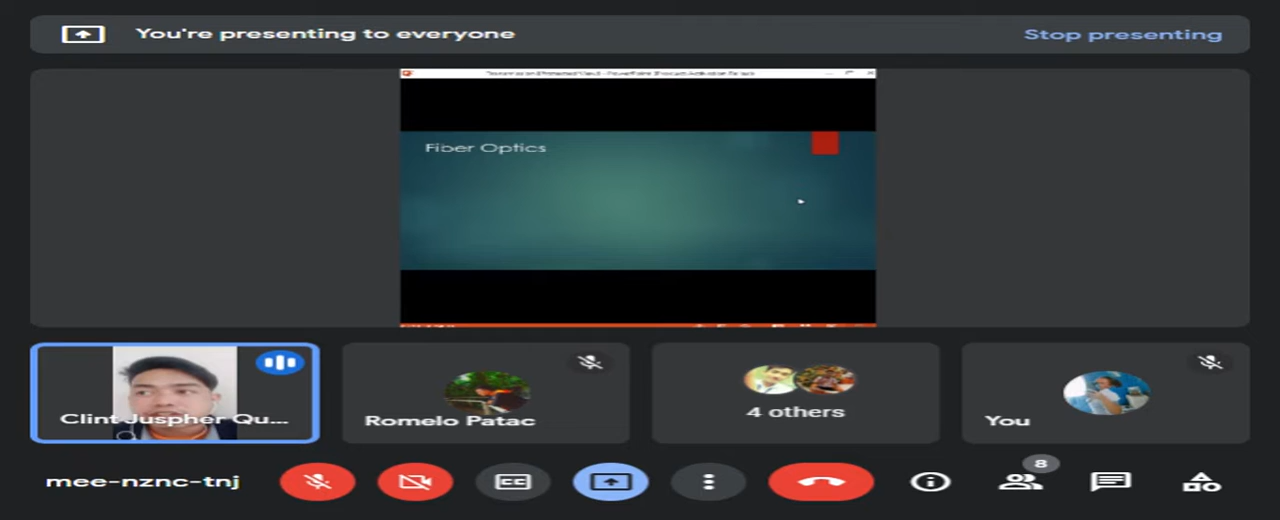 You're presenting to everyone
Stop presenting
Fiber Optics
Clint Juspher Qu...
Romelo Patac
4 others
You
mee-nznc-tnj
CC
8